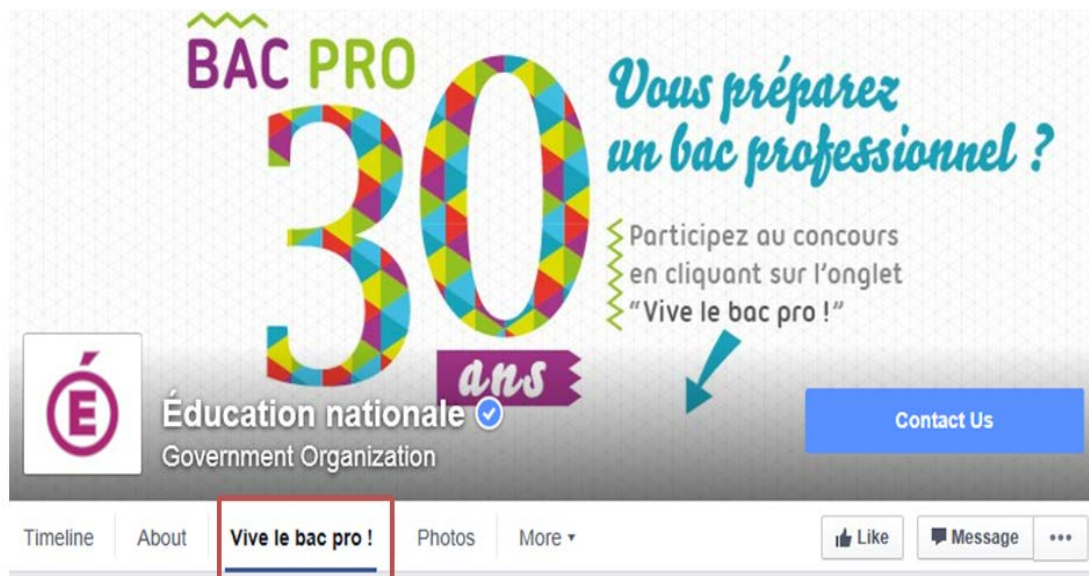 BAC PRO
30
ans
Vous préparez
un bac professionnel ?
Participez au concours
en cliquant sur l'onglet
"Vive le bac pro !"
É
Éducation nationale
Government Organization
Contact Us
Timeline About Vive le bac pro ! Photos More Like Message